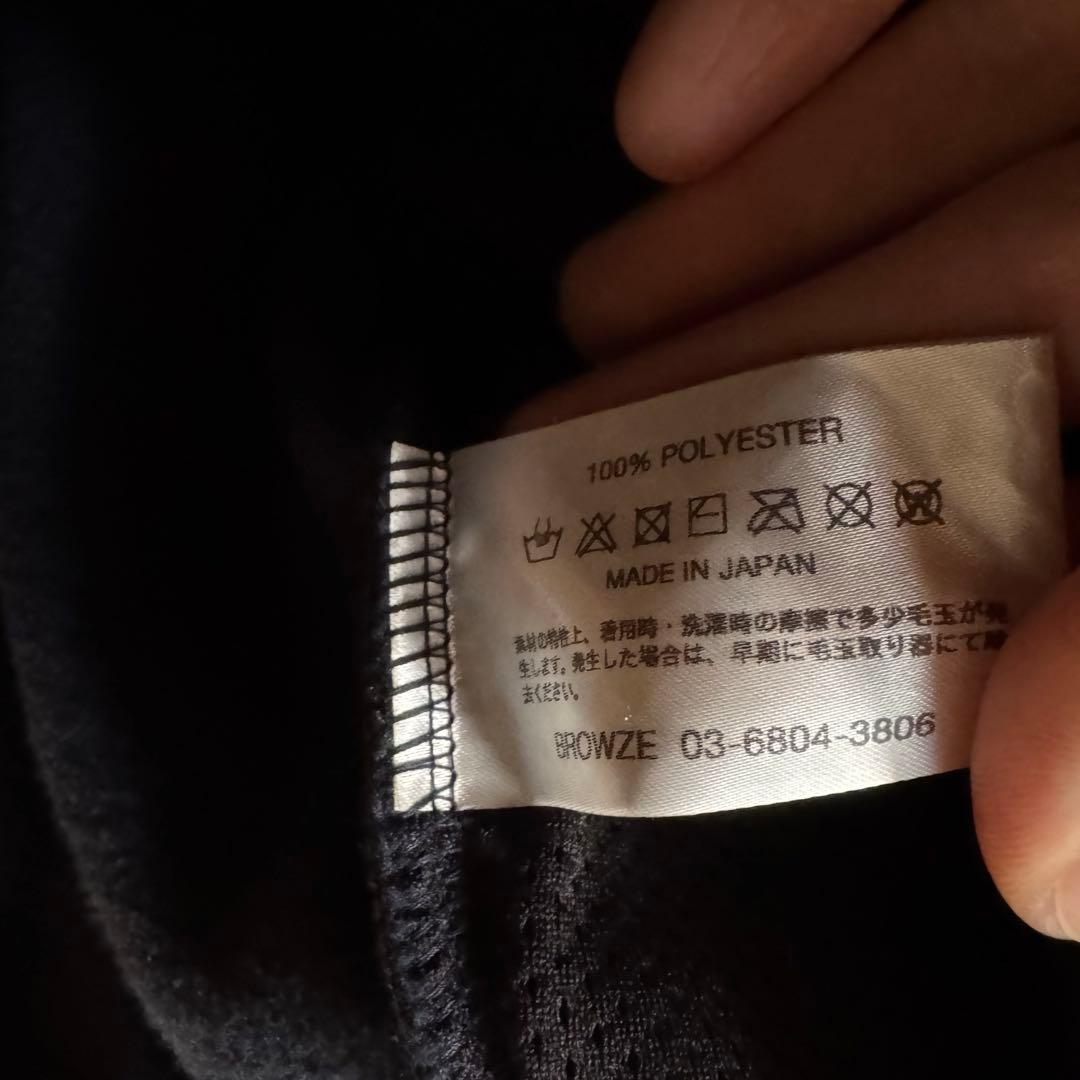 100% POLYESTER
MADE IN JAPAN
素材の特性上、着用時・洗濯時の摩擦で多少毛玉が発
生します。発生した場合は、早期に毛玉取り器にて除
去ください。
BROWZE 03-6804-3806